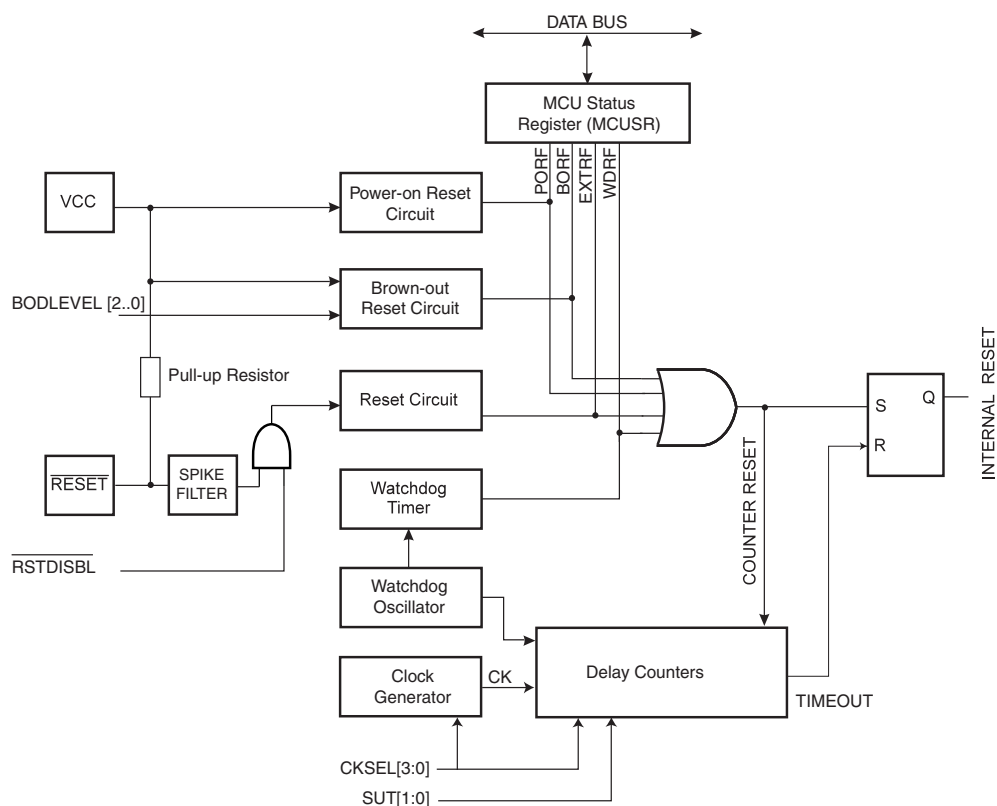 DATA BUS
MCU Status
Register (MCUSR)
PORF
BORF
EXTRF
WDRF
VCC
Power-on Reset
Circuit
Brown-out
Reset Circuit
BODLEVEL [2..0]
Pull-up Resistor
Reset Circuit
S
Q
R
INTERNAL RESET
RESET
SPIKE
FILTER
Watchdog
Timer
COUNTER RESET
RSTDISBL
Watchdog
Oscillator
Clock
Generator
CK
Delay Counters
TIMEOUT
CKSEL[3:0]
SUT[1:0]